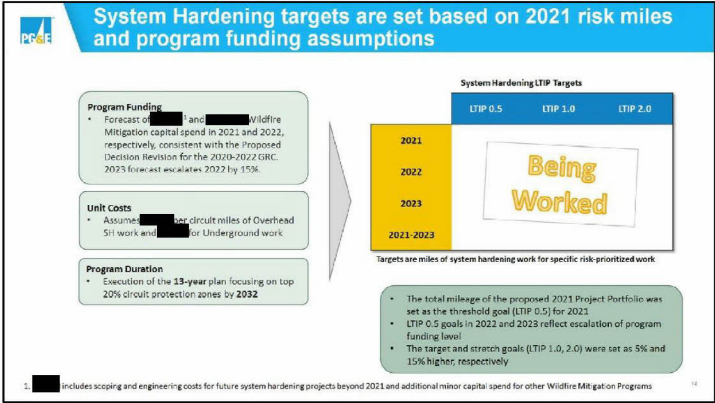 PG&E
System Hardening targets are set based on 2021 risk miles
and program funding assumptions
Program Funding
• Forecast of 1 and Wildfire
Mitigation capital spend in 2021 and 2022,
respectively, consistent with the Proposed
Decision Revision for the 2020-2022 GRC.
2023 forecast escalates 2022 by 15%.
Unit Costs
• Assumes per circuit miles of Overhead
SH work and for Underground work
Program Duration
• Execution of the 13-year plan focusing on top
20% circuit protection zones by 2032
System Hardening LTIP Targets
LTIP 0.5 LTIP 1.0 LTIP 2.0
2021
2022
2023
2021-2023
Being
Worked
Targets are miles of system hardening work for specific risk-prioritized work
• The total mileage of the proposed 2021 Project Portfolio was
set as the threshold goal (LTIP 0.5) for 2021
• LTIP 0.5 goals in 2022 and 2023 reflect escalation of program
funding level
• The target and stretch goals (LTIP 1.0, 2.0) were set as 5% and
15% higher, respectively
1. includes scoping and engineering costs for future system hardening projects beyond 2021 and additional minor capital spend for other Wildfire Mitigation Programs